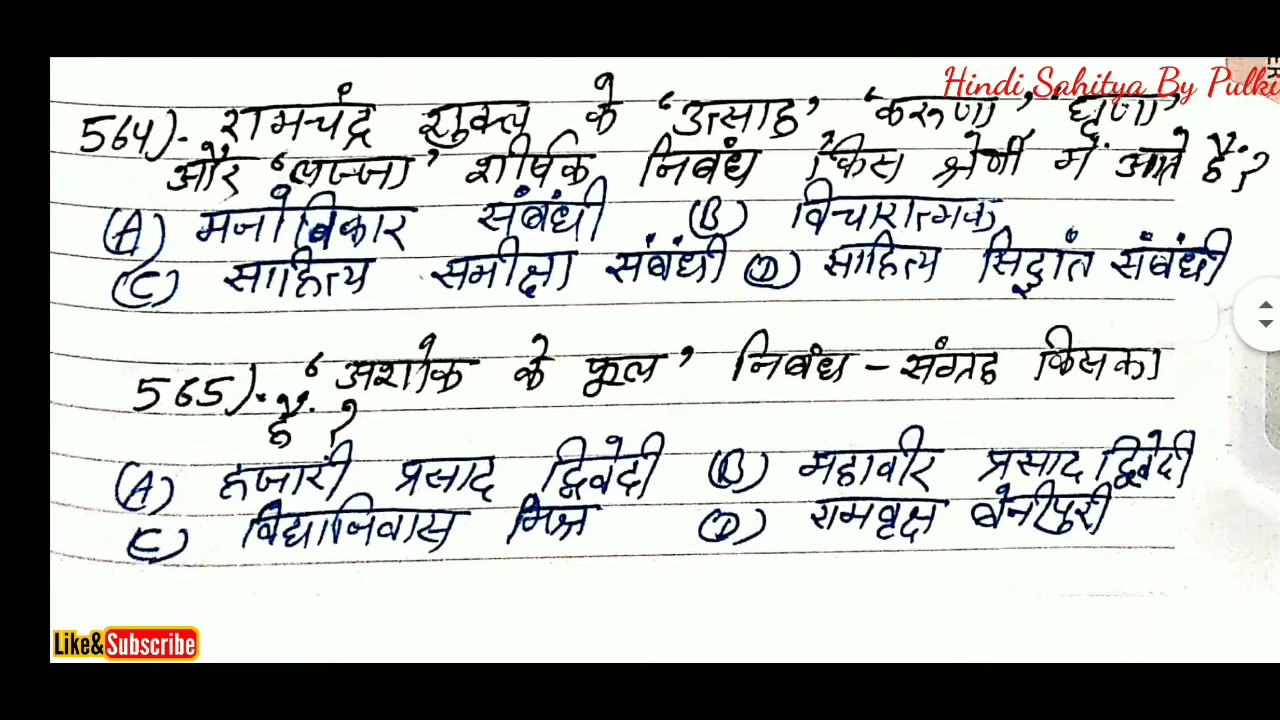 Hindi Sahitya By Pulki
564). रामचंद्र शुक्ल के 'उत्साह' 'करूणा' 'घृणा'
और 'लज्जा' शीर्षक निबंध किस श्रेणी में आते हैं?
(A) मनोविकार संबंधी (B) विचारात्मक
(C) साहित्य समीक्षा संबंधी (D) साहित्य सिद्धांत संबंधी
565). 'अशोक के फूल' निबंध - संग्रह किसका
है ?
(A) हजारी प्रसाद द्विवेदी (B) महावीर प्रसाद द्विवेदी
(C) विद्यानिवास मिश्र (D) रामवृक्ष बेनीपुरी
Like& Subscribe